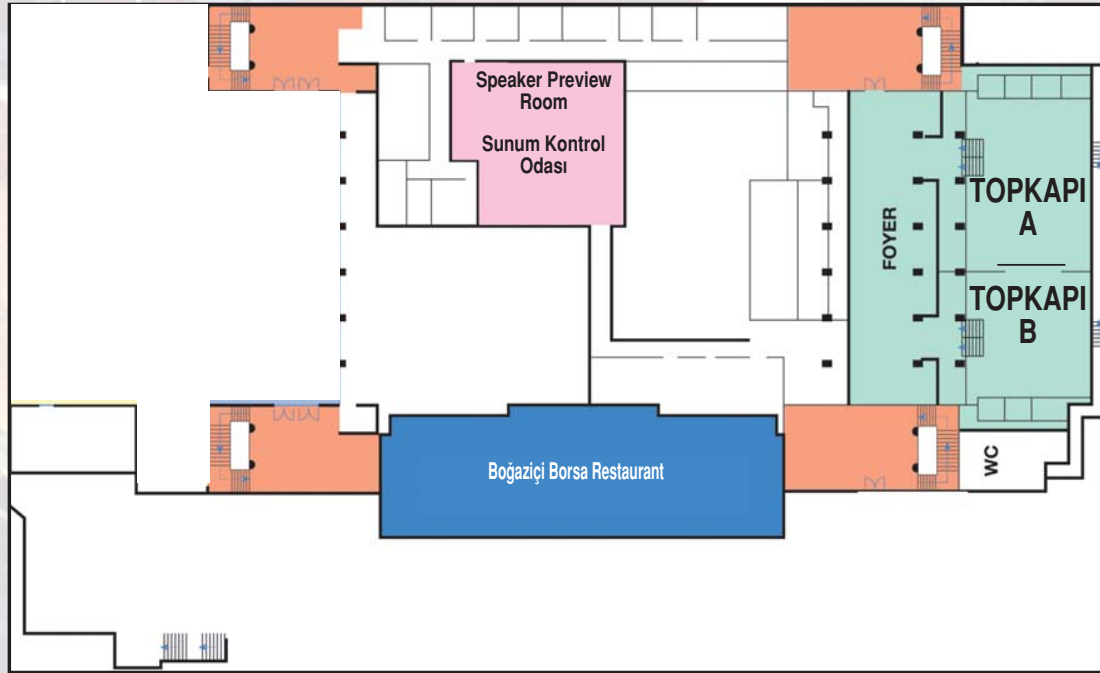 Speaker Preview
Room
Sunum Kontrol
Odası
FOYER
TOPKAPI
A
TOPKAPI
B
Boğaziçi Borsa Restaurant
WC